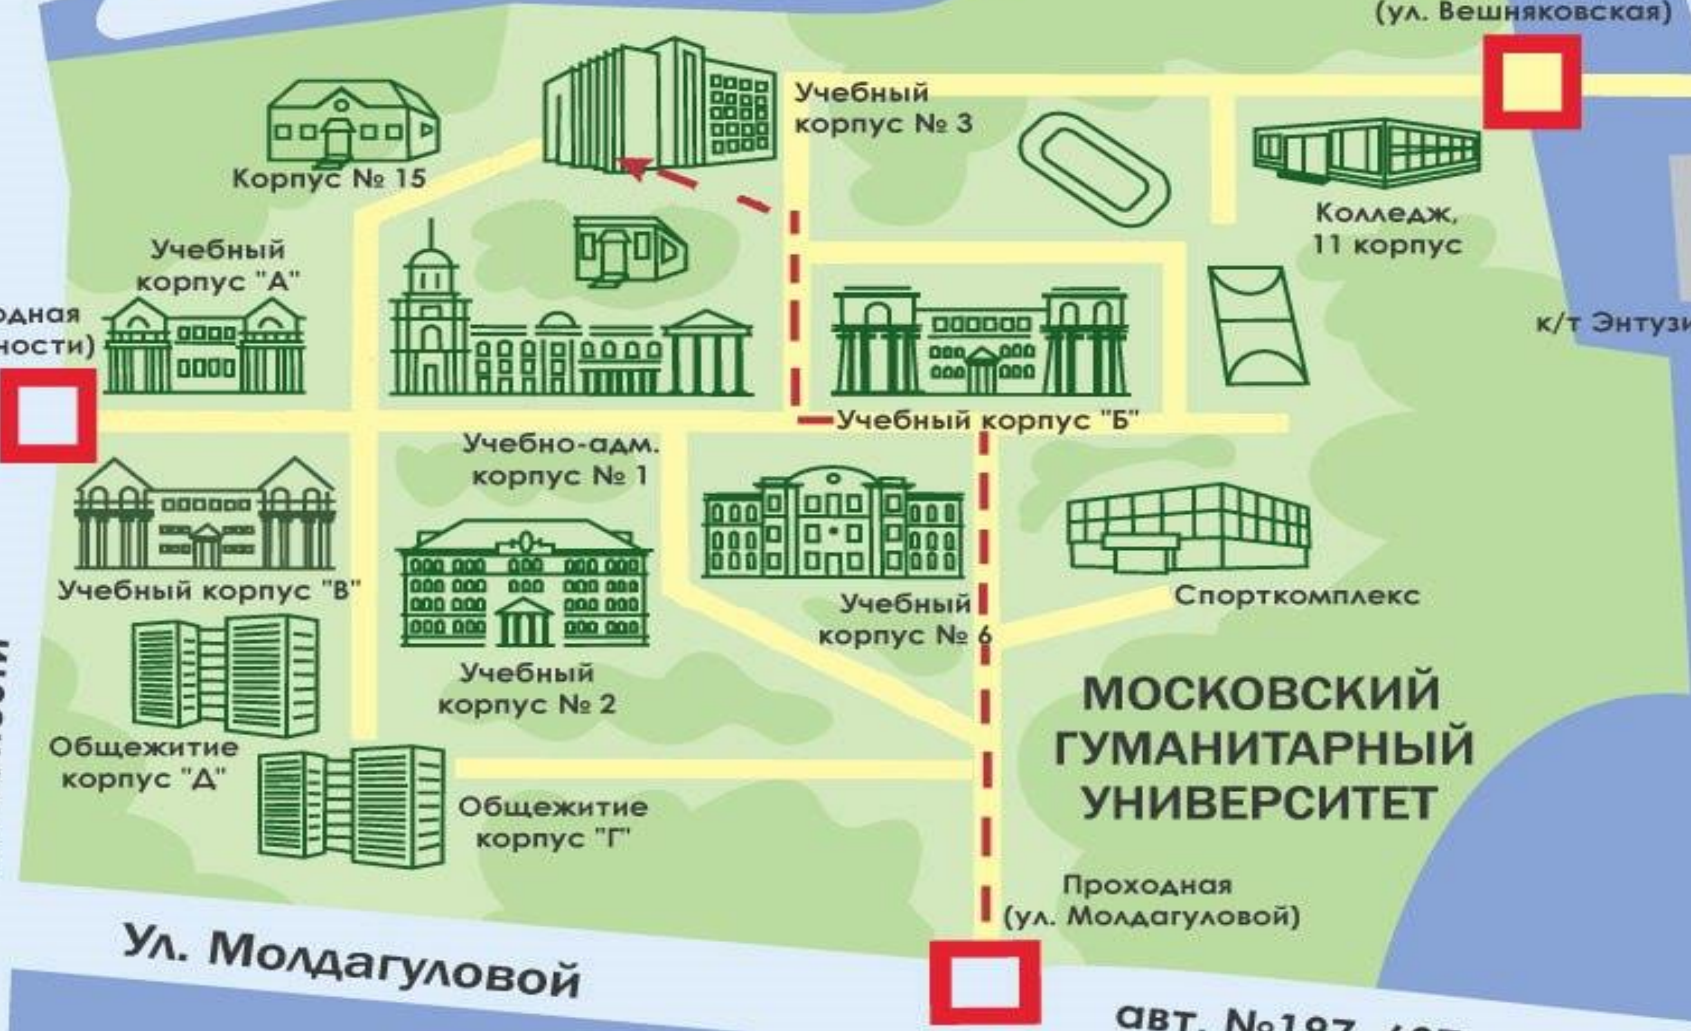 (ул. Вешняковская)
Учебный
корпус № 3
Корпус № 15
Колледж,
11 корпус
Учебный
корпус "А"
к/т
Учебный корпус "Б"
Учебно-адм.
корпус № 1
Учебный корпус "В"
Учебный
корпус № 6
Спорткомплекс
Учебный
корпус № 2
МОСКОВСКИЙ
ГУМАНИТАРНЫЙ
УНИВЕРСИТЕТ
Общежитие
корпус "Д"
Общежитие
корпус "Г"
Проходная
(ул. Молдагуловой)
Ул. Молдагуловой
авт.